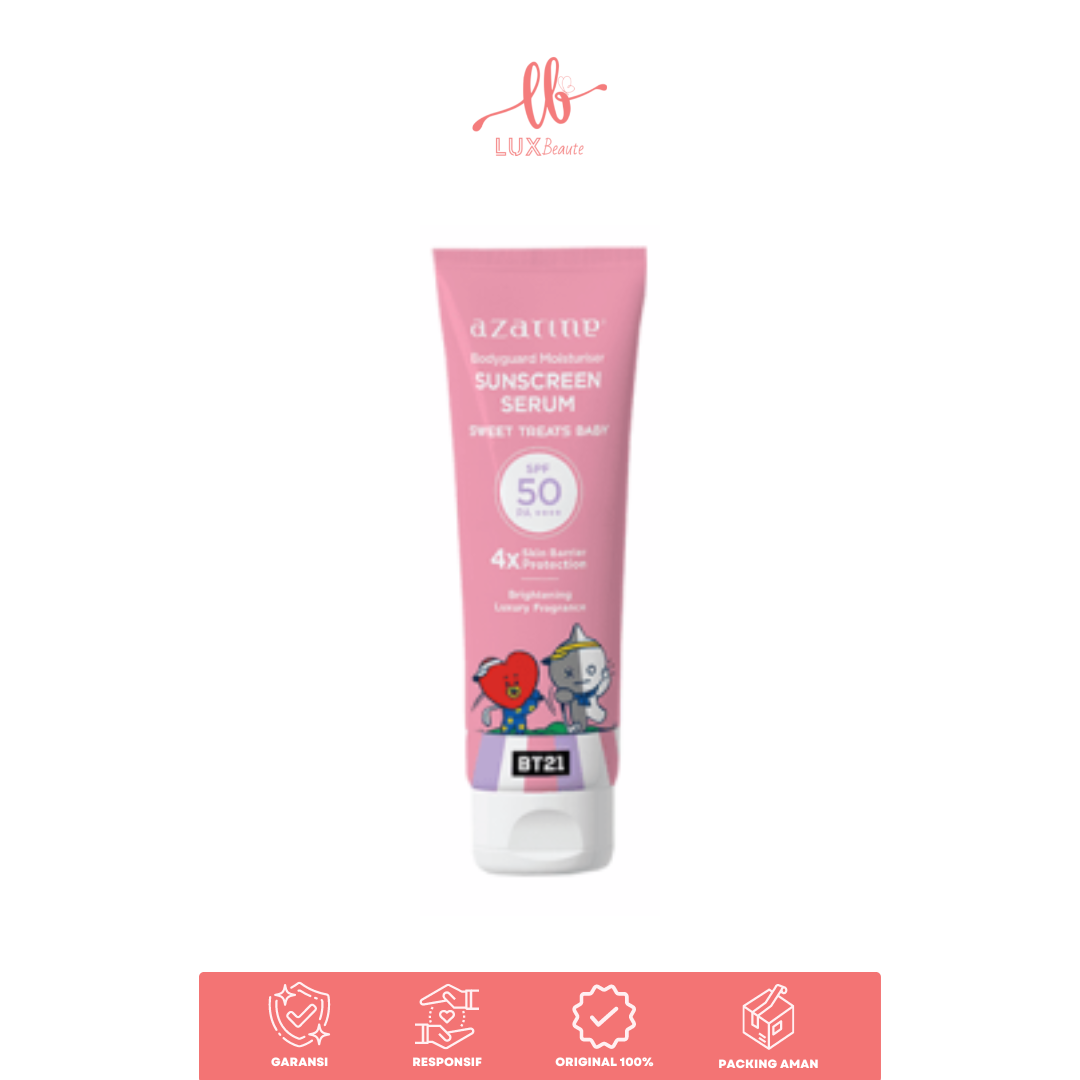 lb
LUX Beaute
azarine
Bodyguard Moisturiser
SUNSCREEN
SERUM
SWEET TREATS BABY
SPF
50
PA ++++
4x Skin Barrier
Protection
Brightening
Luxury Fragrance
BT21
GARANSI
RESPONSIF
ORIGINAL 100%
PACKING AMAN